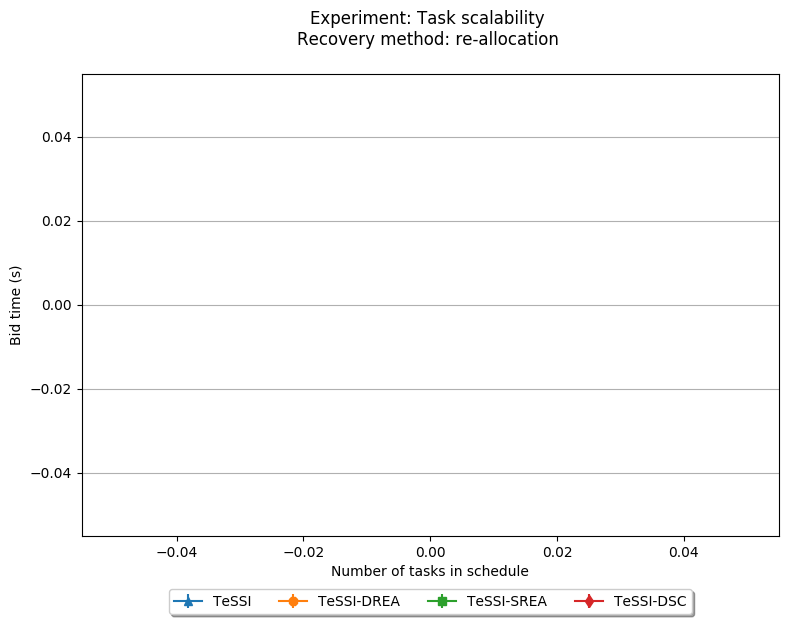 Experiment: Task scalability
Recovery method: re-allocation
Bid time (s)
0.04
0.02
0.00
−0.02
−0.04
−0.04 −0.02 0.00 0.02 0.04
Number of tasks in schedule
TeSSI TeSSI-DREA TeSSI-SREA TeSSI-DSC